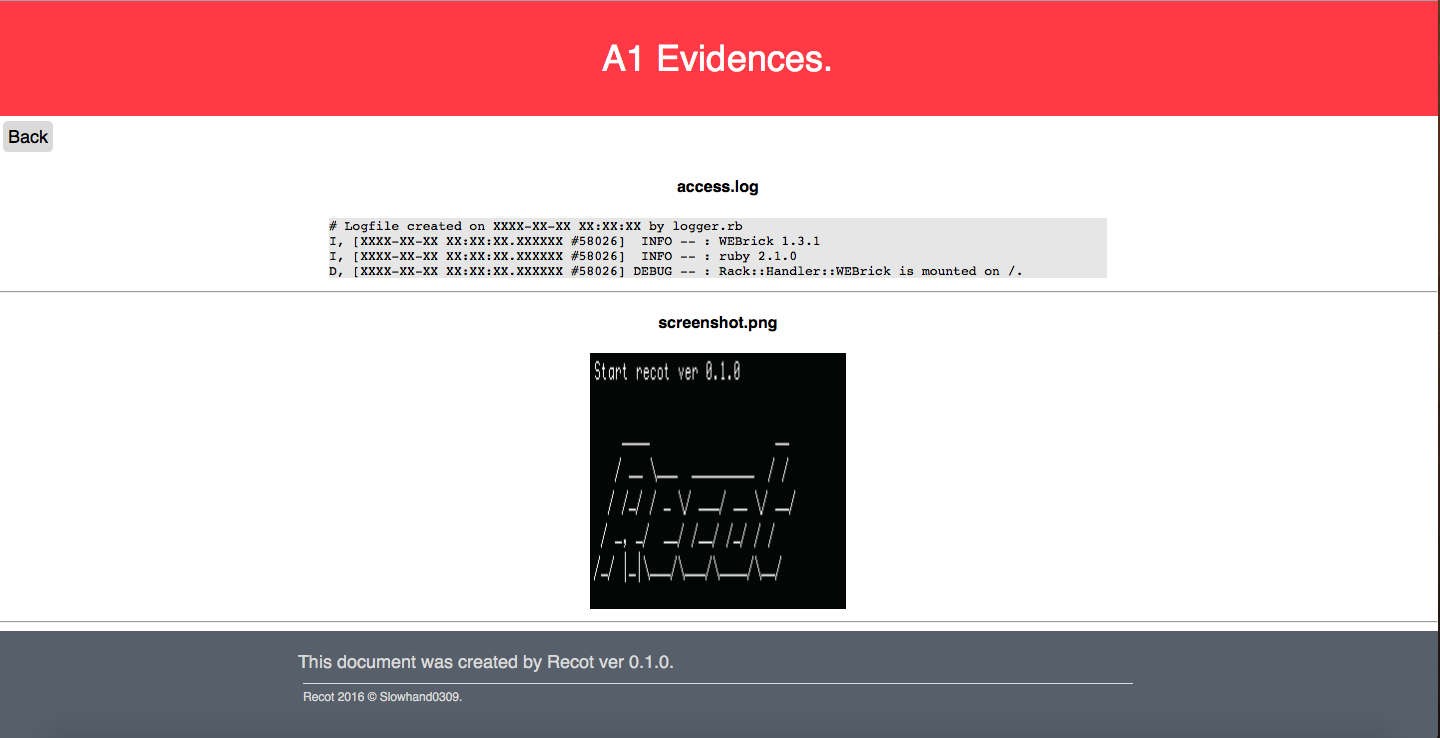 A1 Evidences.
Back
access.log
# Logfile created on XXXX-XX-XX XX:XX:XX by logger.rb
I, [XXXX-XX-XX XX:XX:XX.XXXXXX #58026]  INFO -- : WEBrick 1.3.1
I, [XXXX-XX-XX XX:XX:XX.XXXXXX #58026]  INFO -- : ruby 2.1.0
D, [XXXX-XX-XX XX:XX:XX.XXXXXX #58026] DEBUG -- : Rack::Handler::WEBrick is mounted on /.
screenshot.png
Start recot ver 0.1.0
Recot
This document was created by Recot ver 0.1.0.
Recot 2016 © Slowhand0309.